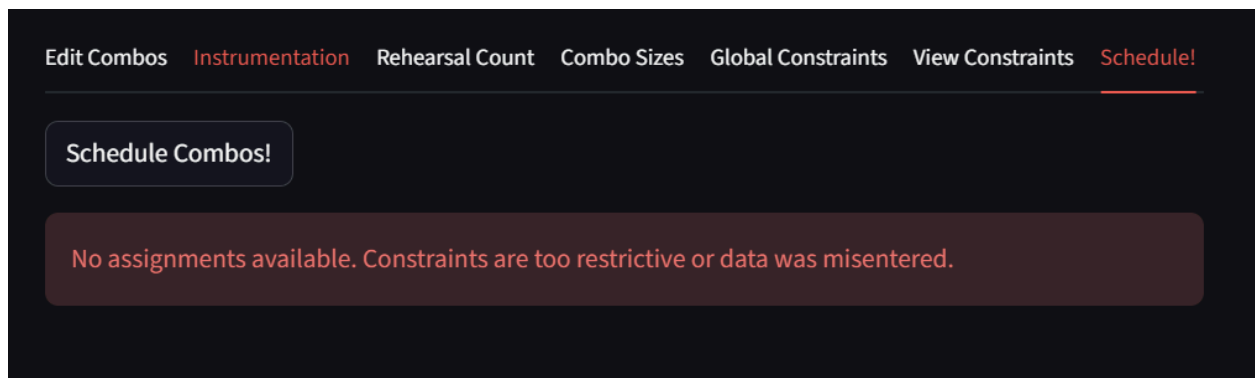 Edit Combos Instrumentation Rehearsal Count Combo Sizes Global Constraints View Constraints Schedule!
Schedule Combos!
No assignments available. Constraints are too restrictive or data was misentered.